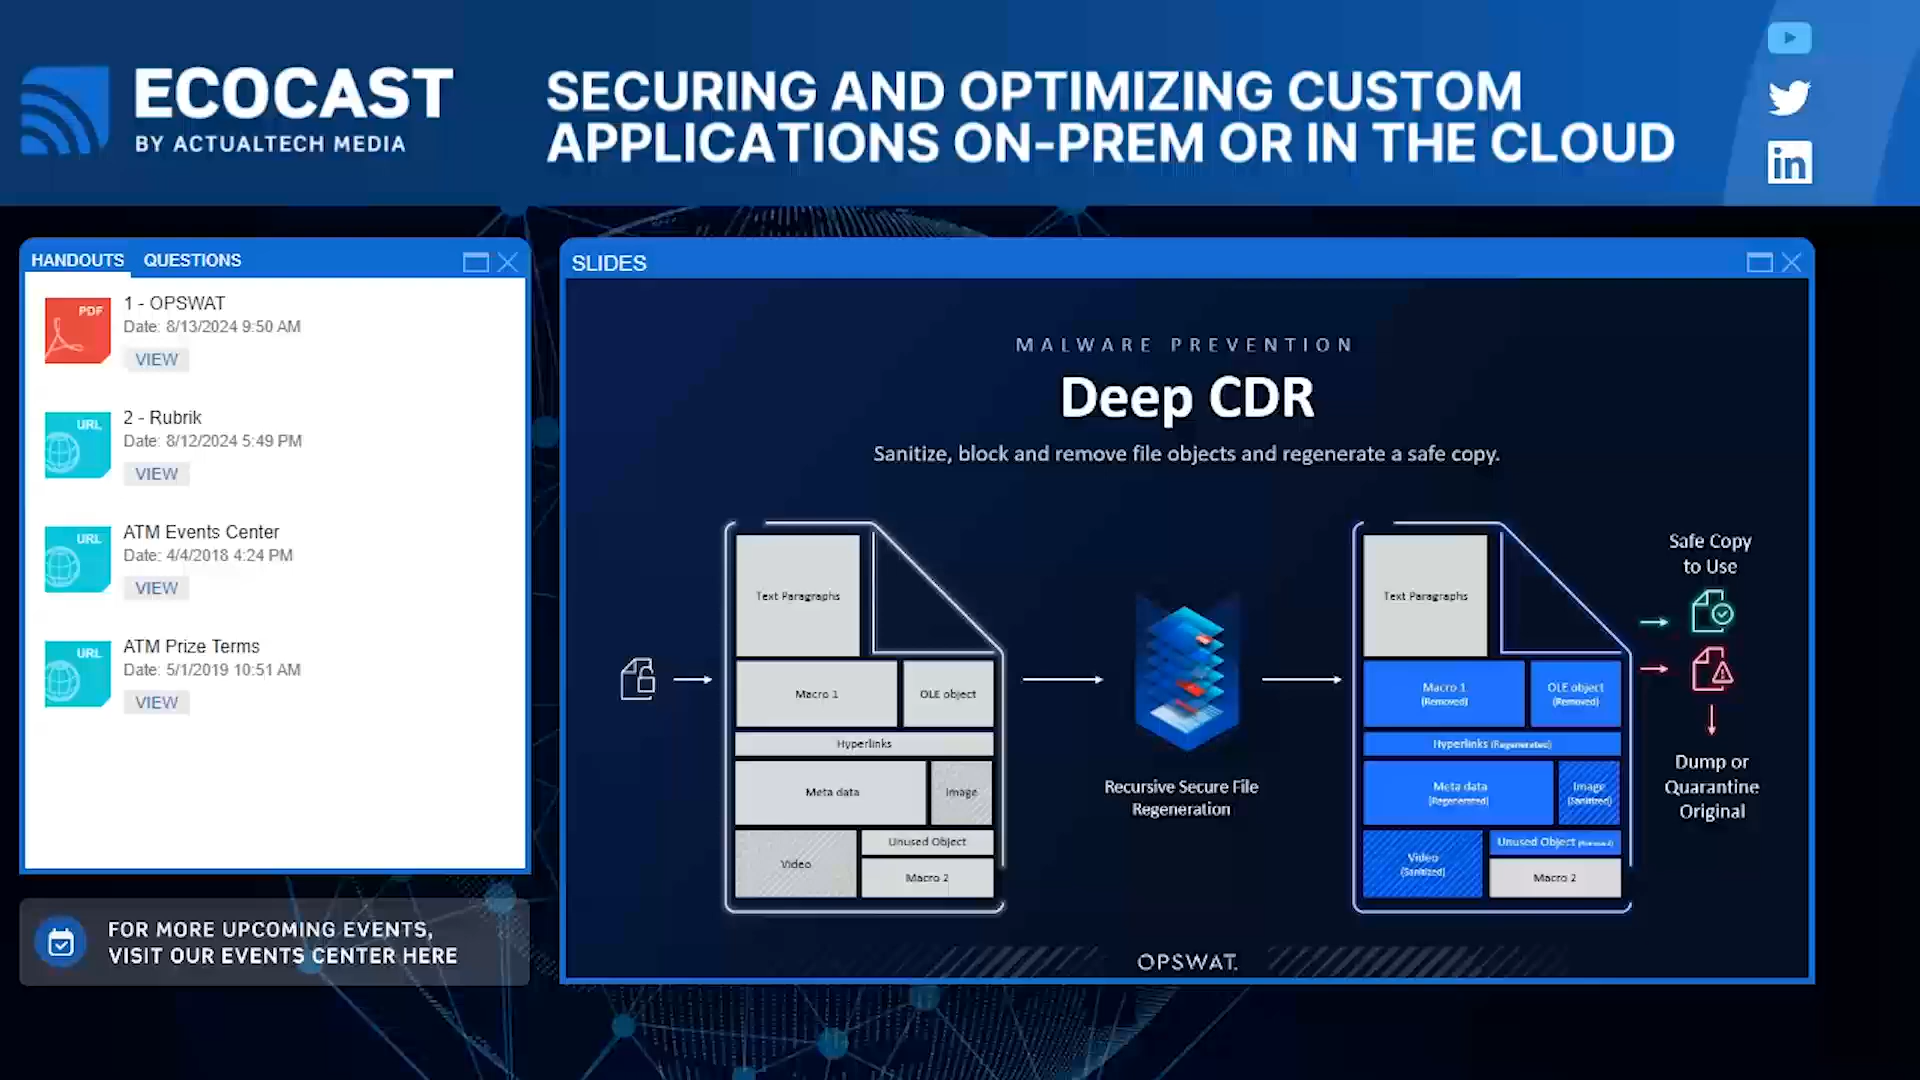 ECOCAST
BY ACTUALTECH MEDIA
SECURING AND OPTIMIZING CUSTOM
APPLICATIONS ON-PREM OR IN THE CLOUD
in
HANDOUTS QUESTIONS
PDF
1 - OPSWAT
Date: 8/13/2024 9:50 AM
VIEW
URL
2 - Rubrik
Date: 8/12/2024 5:49 PM
VIEW
URL
ATM Events Center
Date: 4/4/2018 4:24 PM
VIEW
URL
ATM Prize Terms
Date: 5/1/2019 10:51 AM
VIEW
FOR MORE UPCOMING EVENTS,
VISIT OUR EVENTS CENTER HERE
SLIDES
MALWARE PREVENTION
Deep CDR
Sanitize, block and remove file objects and regenerate a safe copy.
Text Paragraphs
Macro 1
OLE object
Hyperlinks
Meta data
Image
Video
Unused Object
Macro 2
Recursive Secure File
Regeneration
Text Paragraphs
Macro 1
(Removed)
OLE object
(Removed)
Hyperlinks (Regenerated)
Meta data
(Regenerated)
Image
(Sanitized)
Video
(Sanitized)
Unused Object (Removed)
Macro 2
Safe Copy
to Use
Dump or
Quarantine
Original
OPSWAT.